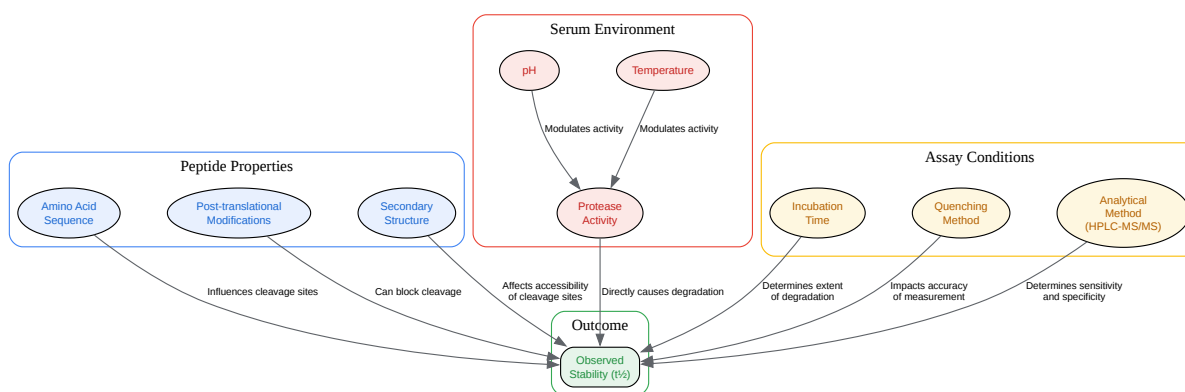 Serum Environment
pH
Temperature
Modulates activity
Modulates activity
Peptide Properties
Assay Conditions
Amino Acid
Sequence
Post-translational
Modifications
Secondary
Structure
Protease
Activity
Incubation
Time
Quenching
Method
Analytical
Method
(HPLC-MS/MS)
Influences cleavage sites
Can block cleavage
Affects accessibility
of cleavage sites
Directly causes degradation
Determines extent
of degradation
Impacts accuracy
of measurement
Determines sensitivity
and specificity
Outcome
Observed
Stability (t½)